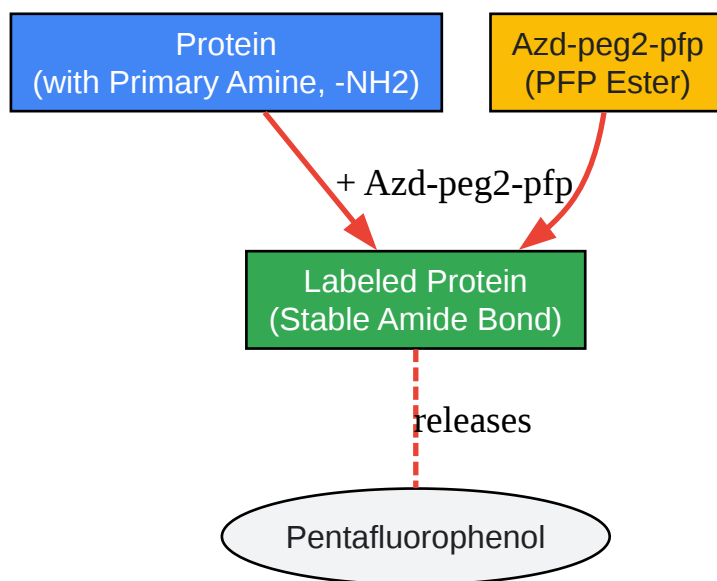 Protein
(with Primary Amine, -NH2)
Azd-peg2-pfp
(PFP Ester)
+ Azd-peg2-pfp
Labeled Protein
(Stable Amide Bond)
releases
Pentafluorophenol